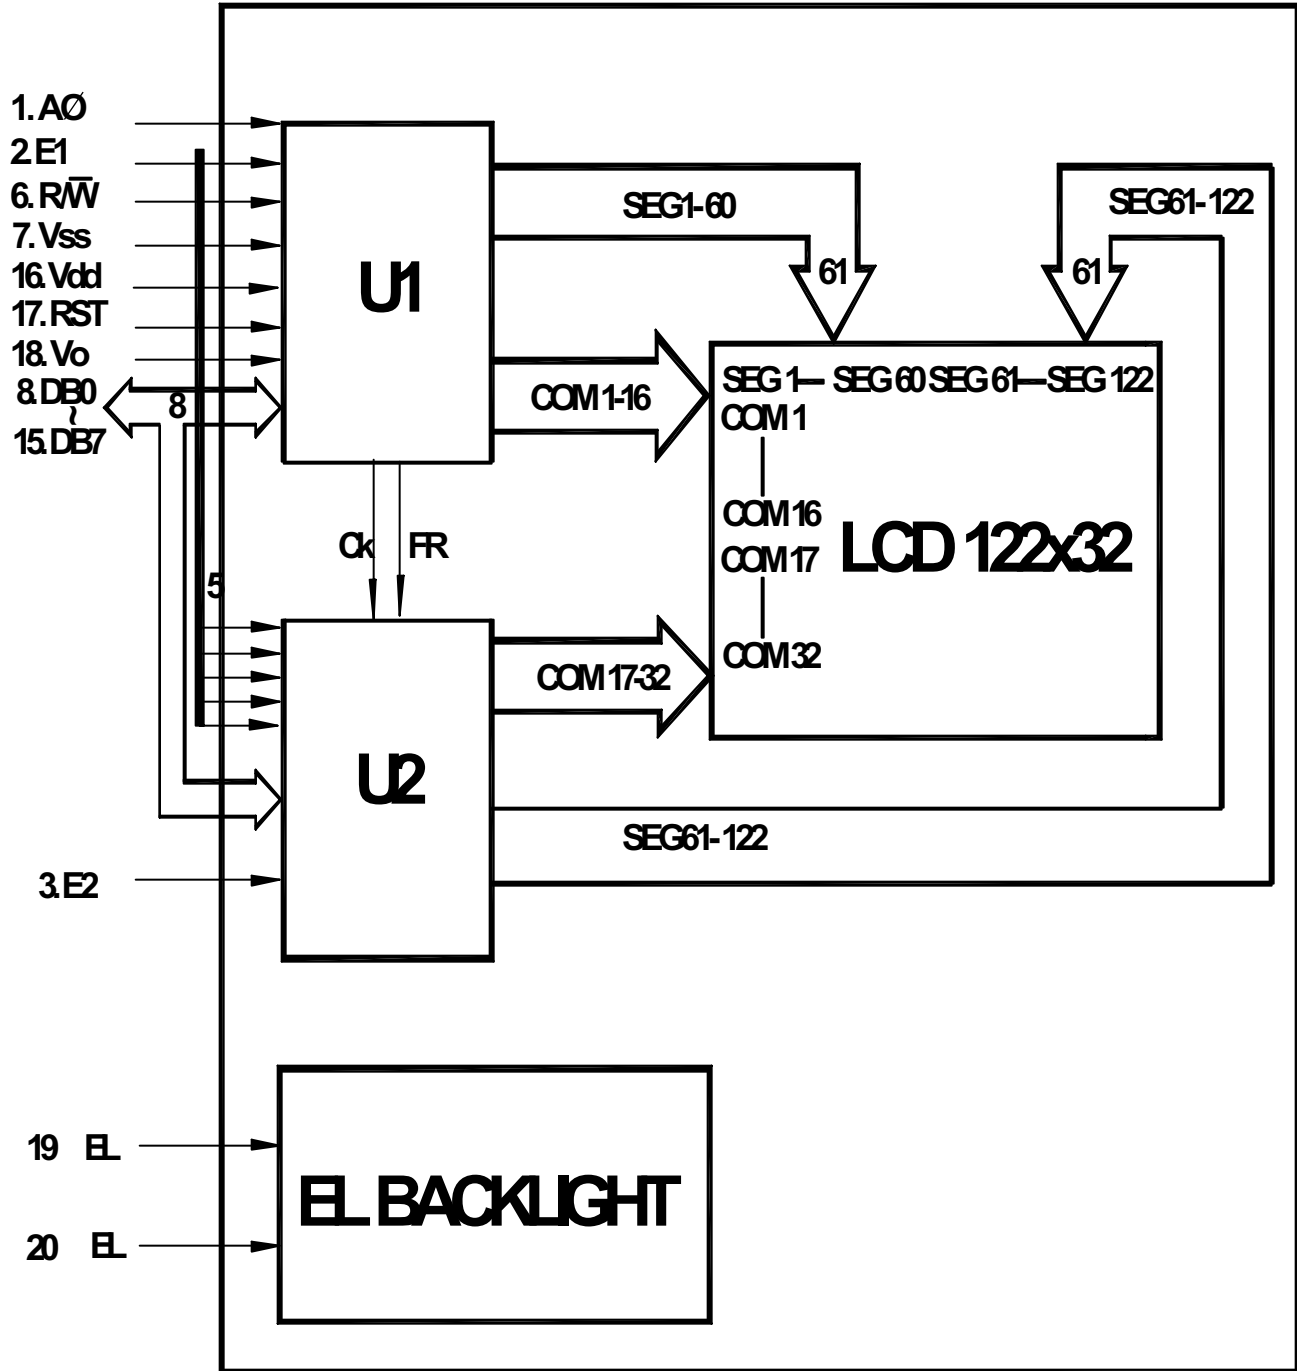 1. AØ
2. E1
6. R/W̅
7. Vss
16. Vdd
17. RST
18. Vo
8. DB0
~
15. DB7
8
5
U1
SEG1-60
SEG61-122
61
61
COM 1-16
SEG 1— SEG 60 SEG 61—SEG 122
COM 1
COM 16
COM 17
COM 32
LCD 122x32
Ck FR
COM 17-32
U2
SEG61-122
3. E2
19 EL
20 EL
EL BACKLIGHT